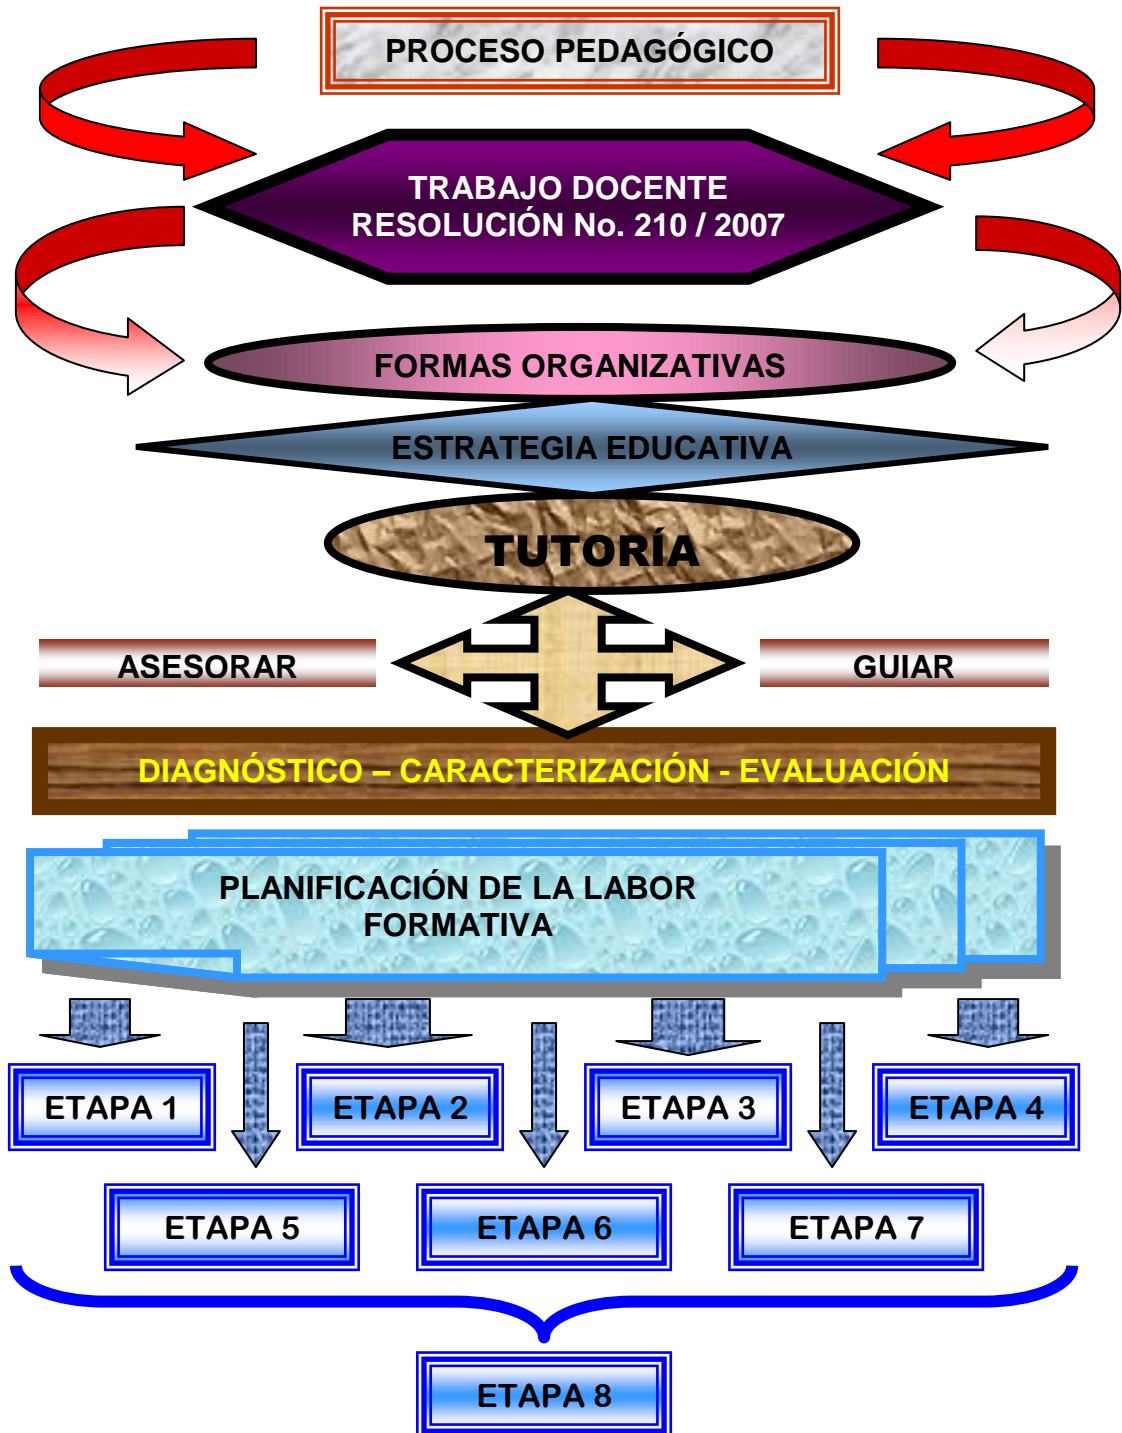 PROCESO PEDAGÓGICO
TRABAJO DOCENTE
RESOLUCIÓN No. 210 / 2007
FORMAS ORGANIZATIVAS
ESTRATEGIA EDUCATIVA
TUTORÍA
ASESORAR
GUIAR
DIAGNÓSTICO – CARACTERIZACIÓN - EVALUACIÓN
PLANIFICACIÓN DE LA LABOR
FORMATIVA
ETAPA 1
ETAPA 2
ETAPA 3
ETAPA 4
ETAPA 5
ETAPA 6
ETAPA 7
ETAPA 8